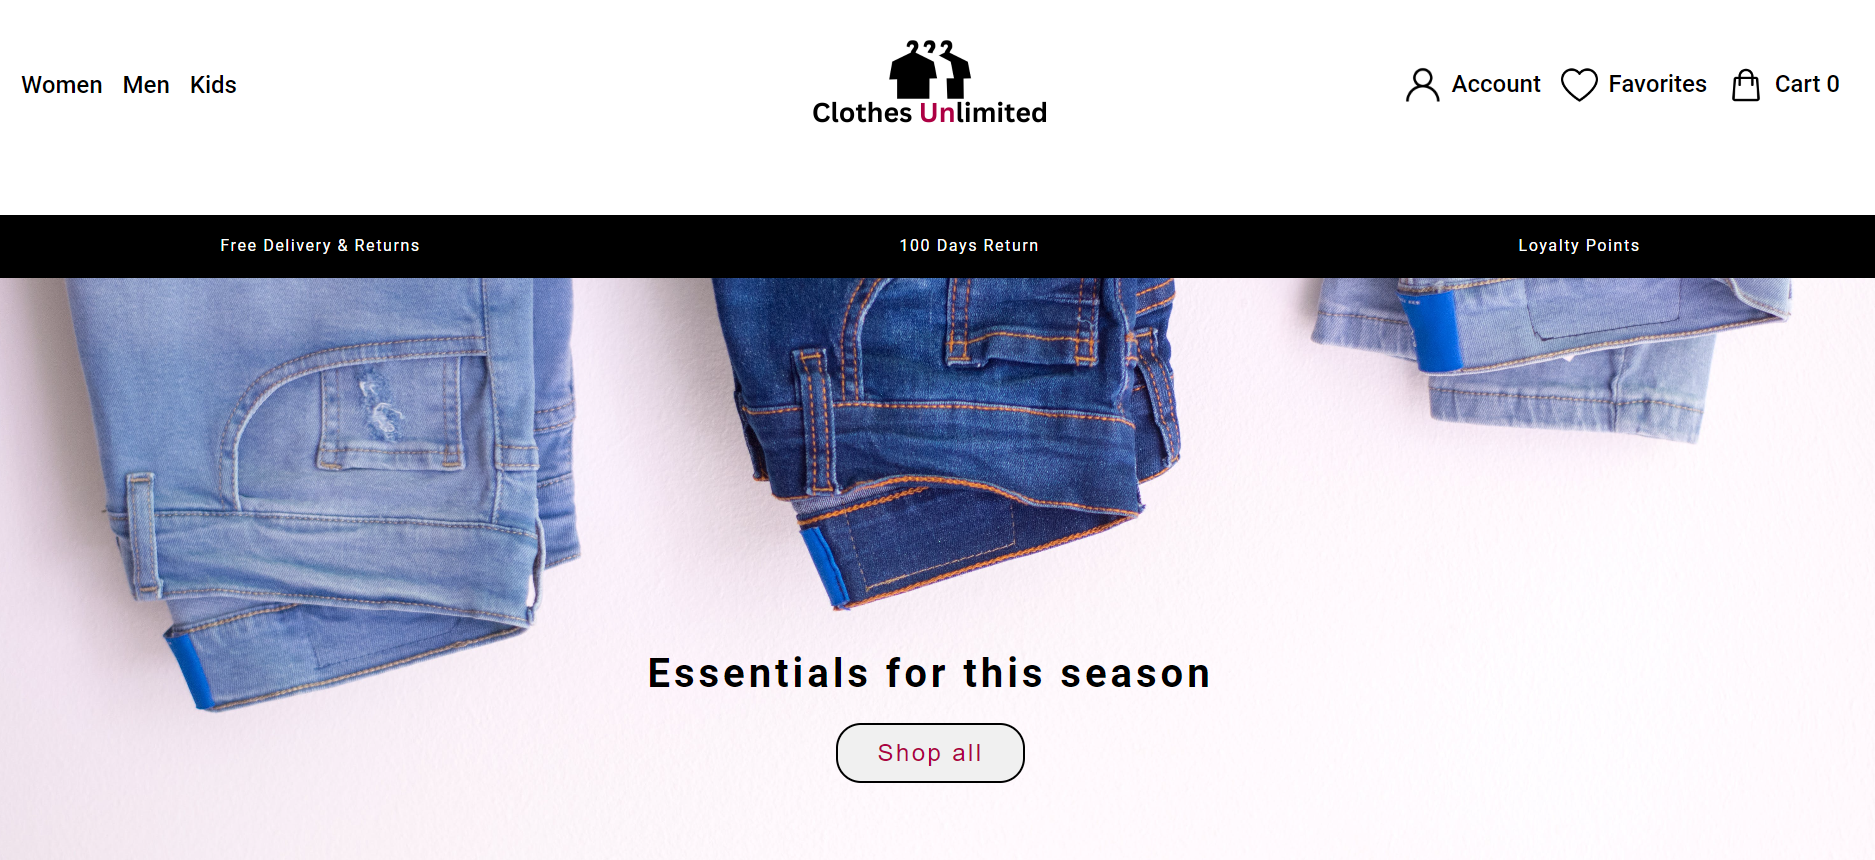 Women Men Kids
Clothes Unlimited
Account Favorites Cart 0
Free Delivery & Returns
100 Days Return
Loyalty Points
Essentials for this season
Shop all